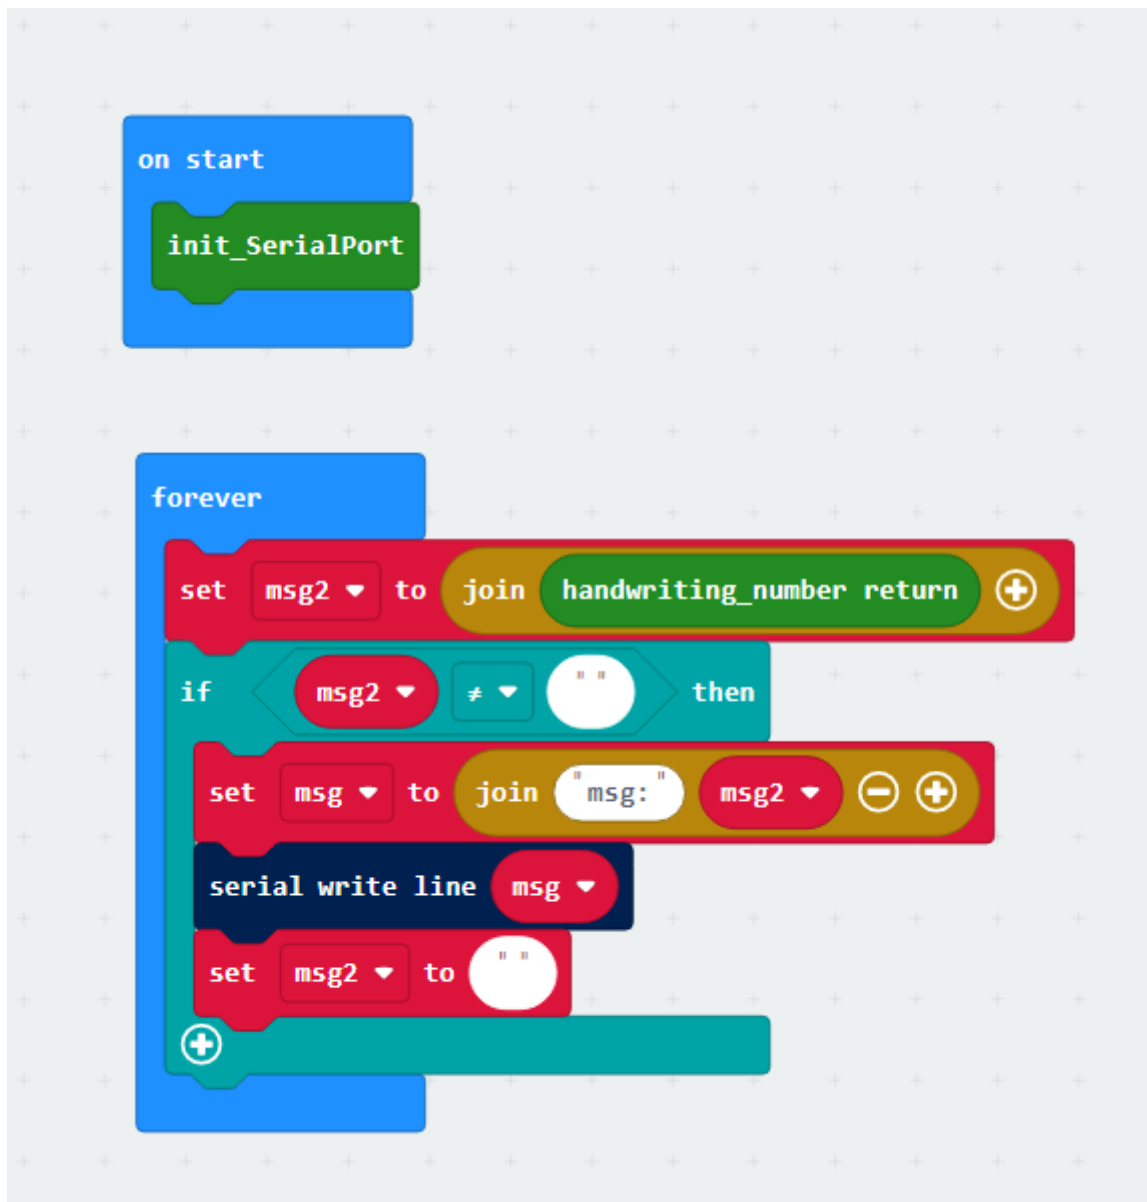 on start
init_SerialPort
forever
set msg2 to join handwriting_number return
if msg2 ≠ " " then
set msg to join "msg:" msg2
serial write line msg
set msg2 to " "